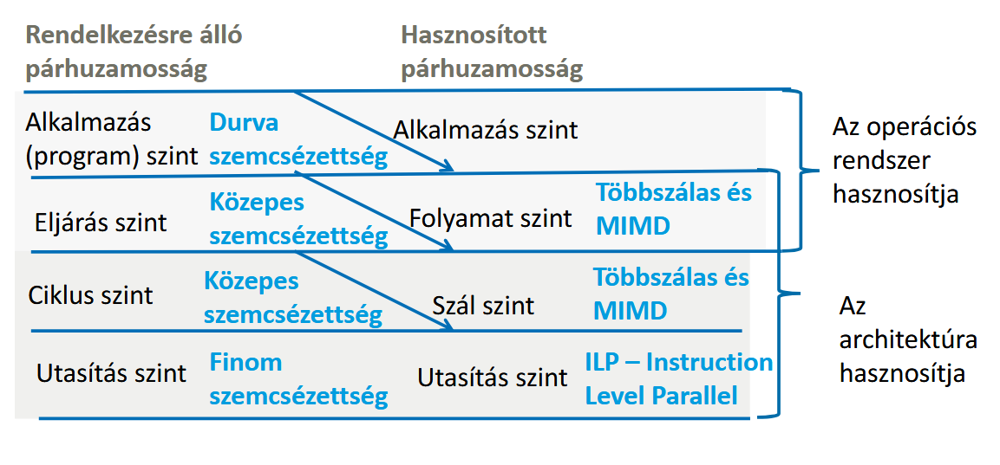 Rendelkezésre álló
párhuzamosság
Hasznosított
párhuzamosság
Alkalmazás
(program) szint
Durva
szemcsézettség
Alkalmazás szint
Az operációs
rendszer
hasznosítja
Eljárás szint
Közepes
szemcsézettség
Folyamat szint
Többszálas és
MIMD
Ciklus szint
Közepes
szemcsézettség
Szál szint
Többszálas és
MIMD
Az
architektúra
hasznosítja
Utasítás szint
Finom
szemcsézettség
Utasítás szint
ILP – Instruction
Level Parallel